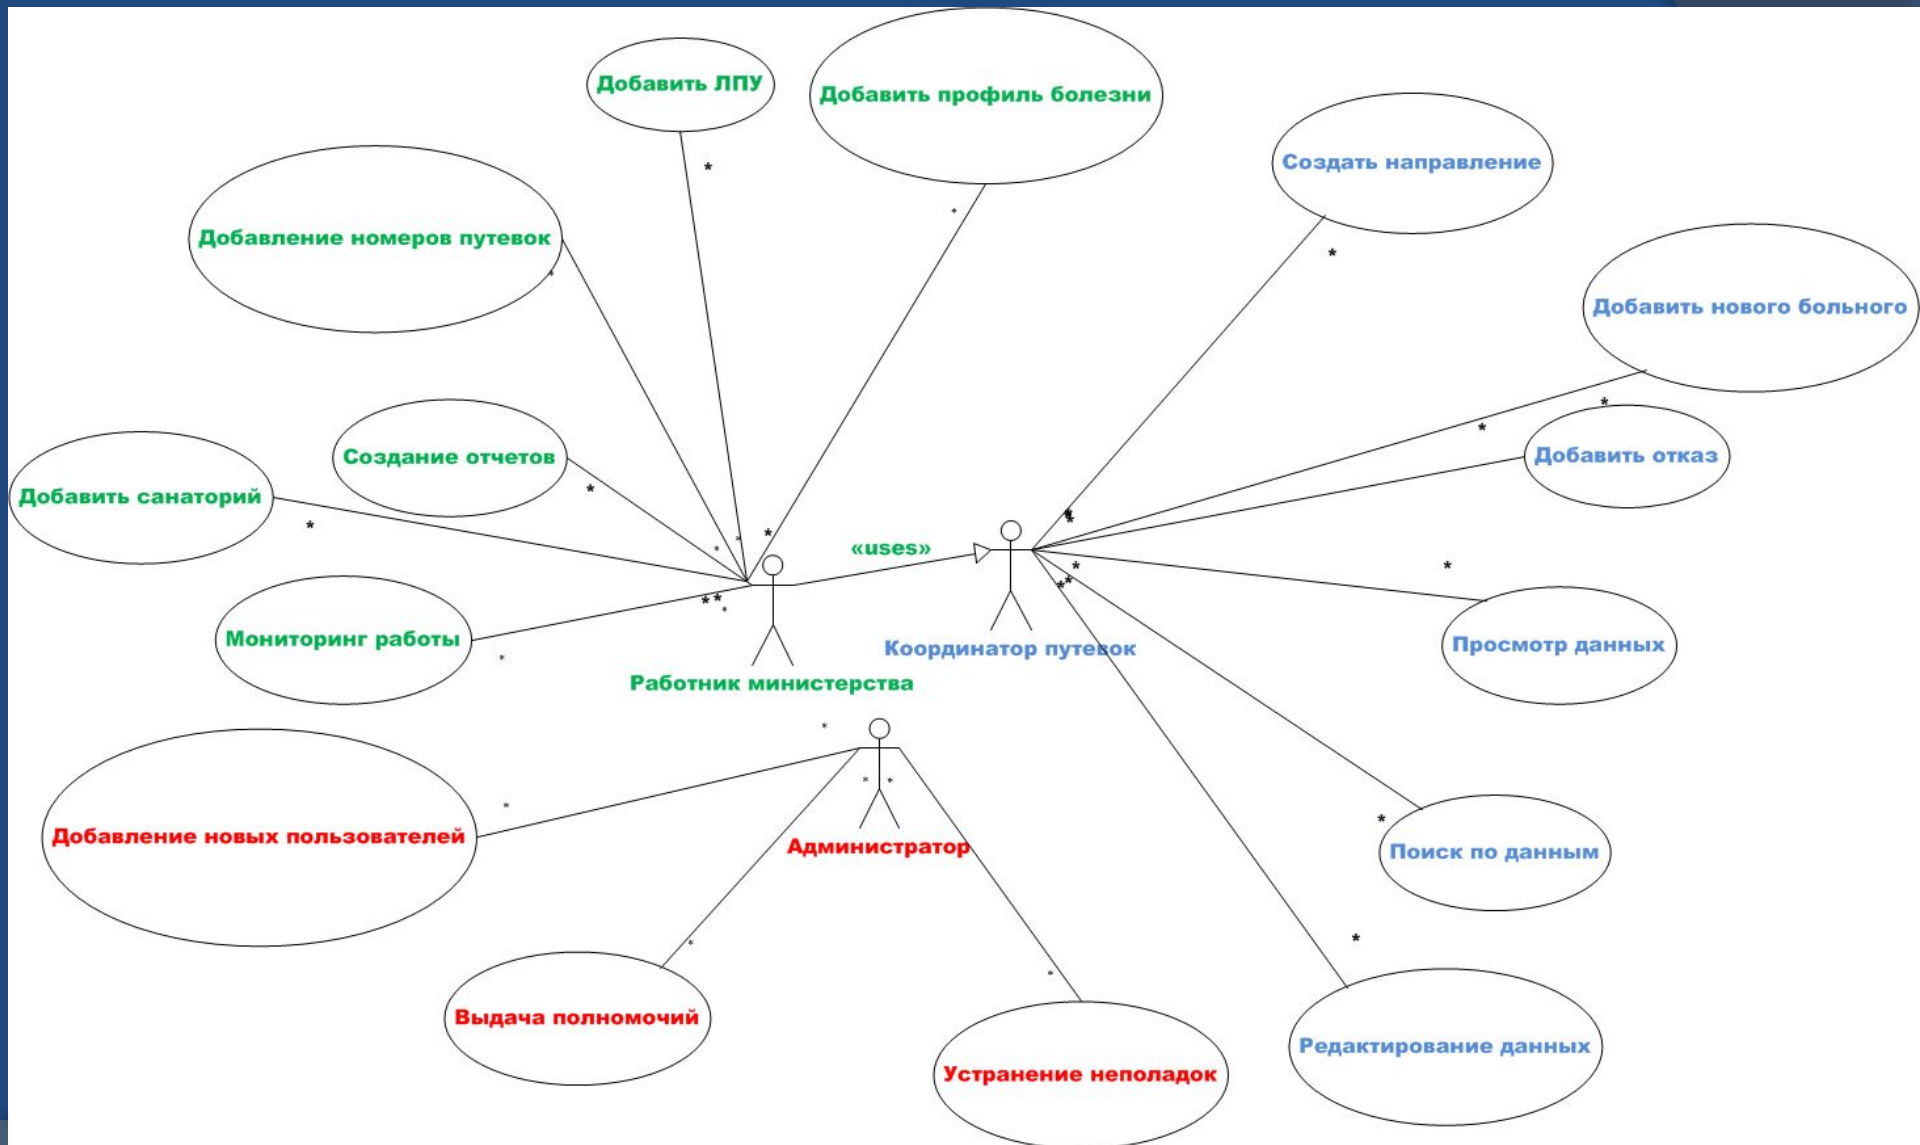 Добавить ЛПУ
Добавить профиль болезни
Создать направление
Добавление номеров путевок
Добавить нового больного
Создание отчетов
Добавить отказ
Добавить санаторий
«uses»
Мониторинг работы
Координатор путевок
Просмотр данных
Работник министерства
Добавление новых пользователей
Администратор
Поиск по данным
Выдача полномочий
Редактирование данных
Устранение неполадок